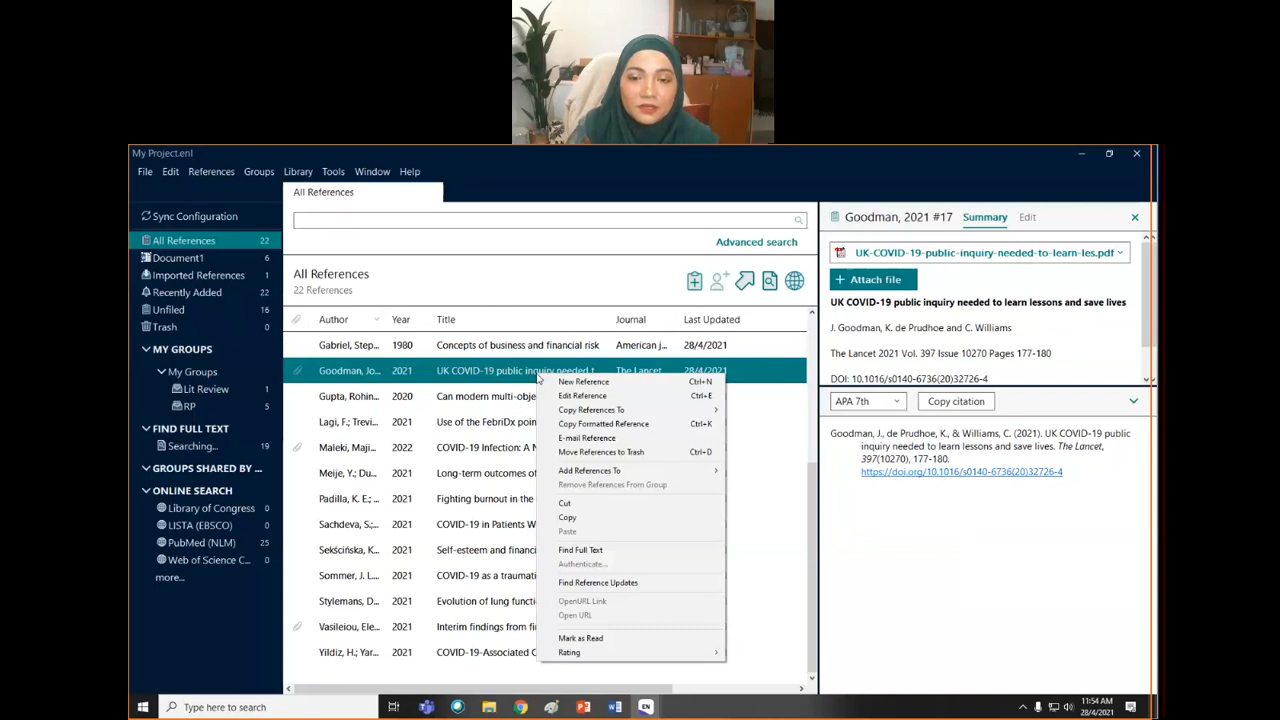 My Project.enl
File Edit References Groups Library Tools Window Help
All References
Sync Configuration
All References 22
Document1 6
Imported References 0
Recently Added 22
Unfiled 16
Trash 0
MY GROUPS
My Groups
Lit Review 1
RP 2
FIND FULL TEXT
Searching... 19
GROUPS SHARED BY ...
ONLINE SEARCH
Library of Congress 0
LISTA (EBSCO) 0
PubMed (NLM) 25
Web of Science C... 0
more...
Advanced search
All References
22 References
Author Year Title Journal Last Updated
Gabriel, Step... 1980 Concepts of business and financial risk American j... 28/4/2021
Goodman, Jo... 2021 UK COVID-19 public inquiry needed t The Lancet 28/4/2021
Gupta, Rohin... 2020 Can modern multi-obje
Lagi, F.; Trevi... 2021 Use of the FebriDx poin
Maleki, Maji... 2021 COVID-19 Infection: A N
Meije, Y.; Du... 2021 Long-term outcomes of
Padilla, K. E.; ... 2021 Fighting burnout in the
Sachdeva, S.; ... 2021 COVID-19 in Patients W
Sekścińska, K... 2021 Self-esteem and financi
Sommer, J. L.... 2021 COVID-19 as a traumati
Stylemans, D... 2021 Evolution of lung functi
Vasileiou, Ele... 2021 Interim findings from fi
Yildiz, H.; Yar... 2021 COVID-19-Associated C
New Reference Ctrl+N
Edit Reference Ctrl+E
Copy References To
Copy Formatted Reference Ctrl+K
E-mail Reference
Move References to Trash Ctrl+D
Add References To
Remove References From Group
Cut
Copy
Paste
Find Full Text
Authenticate...
Find Reference Updates
OpenURL Link
Open URL
Mark as Read
Rating
Goodman, 2021 #17 Summary Edit
UK-COVID-19-public-inquiry-needed-to-learn-les.pdf
+ Attach file
UK COVID-19 public inquiry needed to learn lessons and save lives
J. Goodman, K. de Prudhoe and C. Williams
The Lancet 2021 Vol. 397 Issue 10270 Pages 177-180
DOI: 10.1016/s0140-6736(20)32726-4
APA 7th Copy citation
Goodman, J., de Prudhoe, K., & Williams, C. (2021). UK COVID-19 public
inquiry needed to learn lessons and save lives. The Lancet,
397(10270), 177-180.
https://doi.org/10.1016/s0140-6736(20)32726-4
Type here to search
EN
11:54 AM
28/4/2021